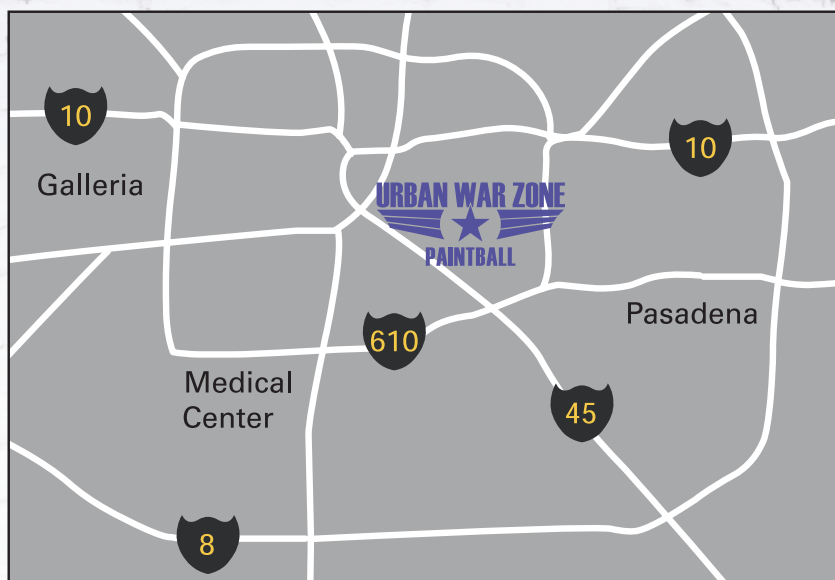 10
10
Galleria
URBAN WAR ZONE
PAINTBALL
Pasadena
610
Medical
Center
45
8